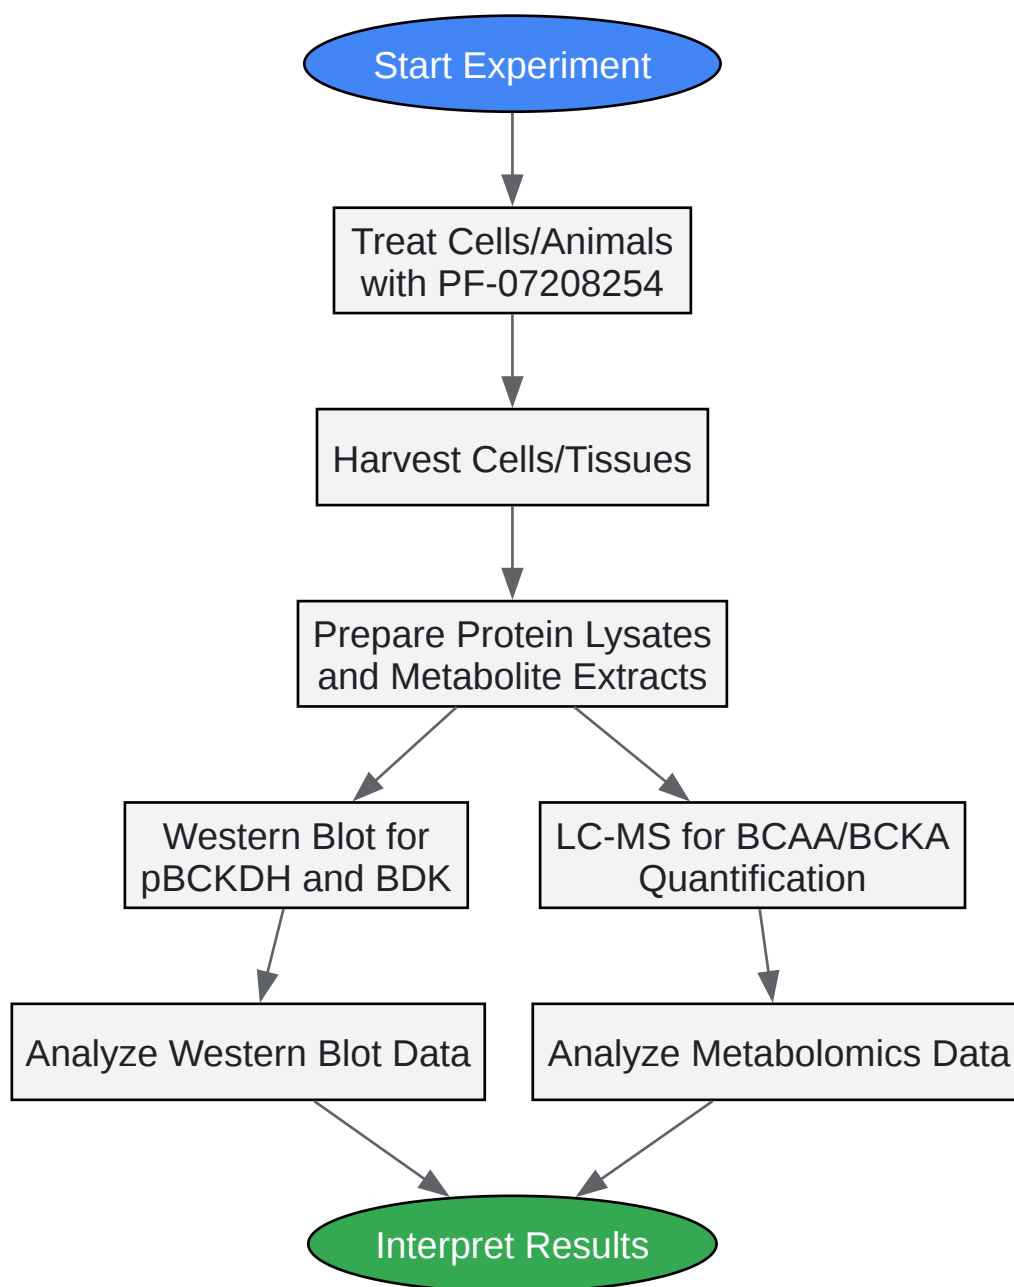 Start Experiment
Treat Cells/Animals
with PF-07208254
Harvest Cells/Tissues
Prepare Protein Lysates
and Metabolite Extracts
Western Blot for
pBCKDH and BDK
LC-MS for BCAA/BCKA
Quantification
Analyze Western Blot Data
Analyze Metabolomics Data
Interpret Results